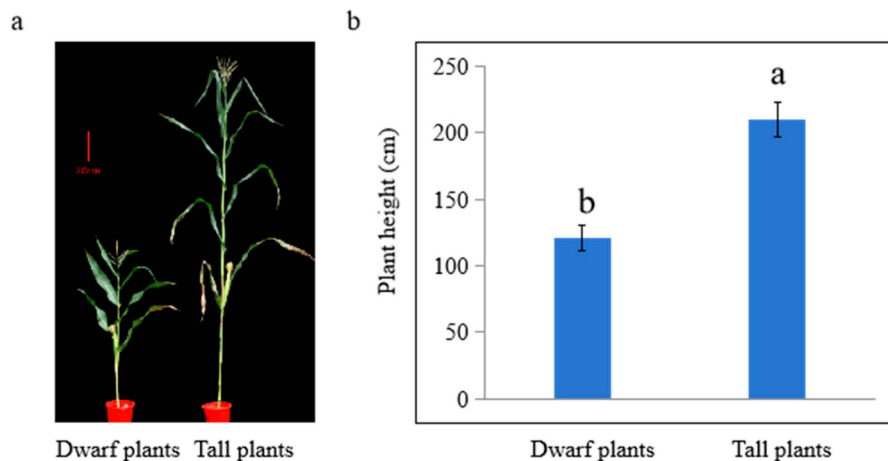 a
b
Dwarf plants
Tall plants
Plant height (cm)
250
200
150
100
50
0
b
a
Dwarf plants
Tall plants